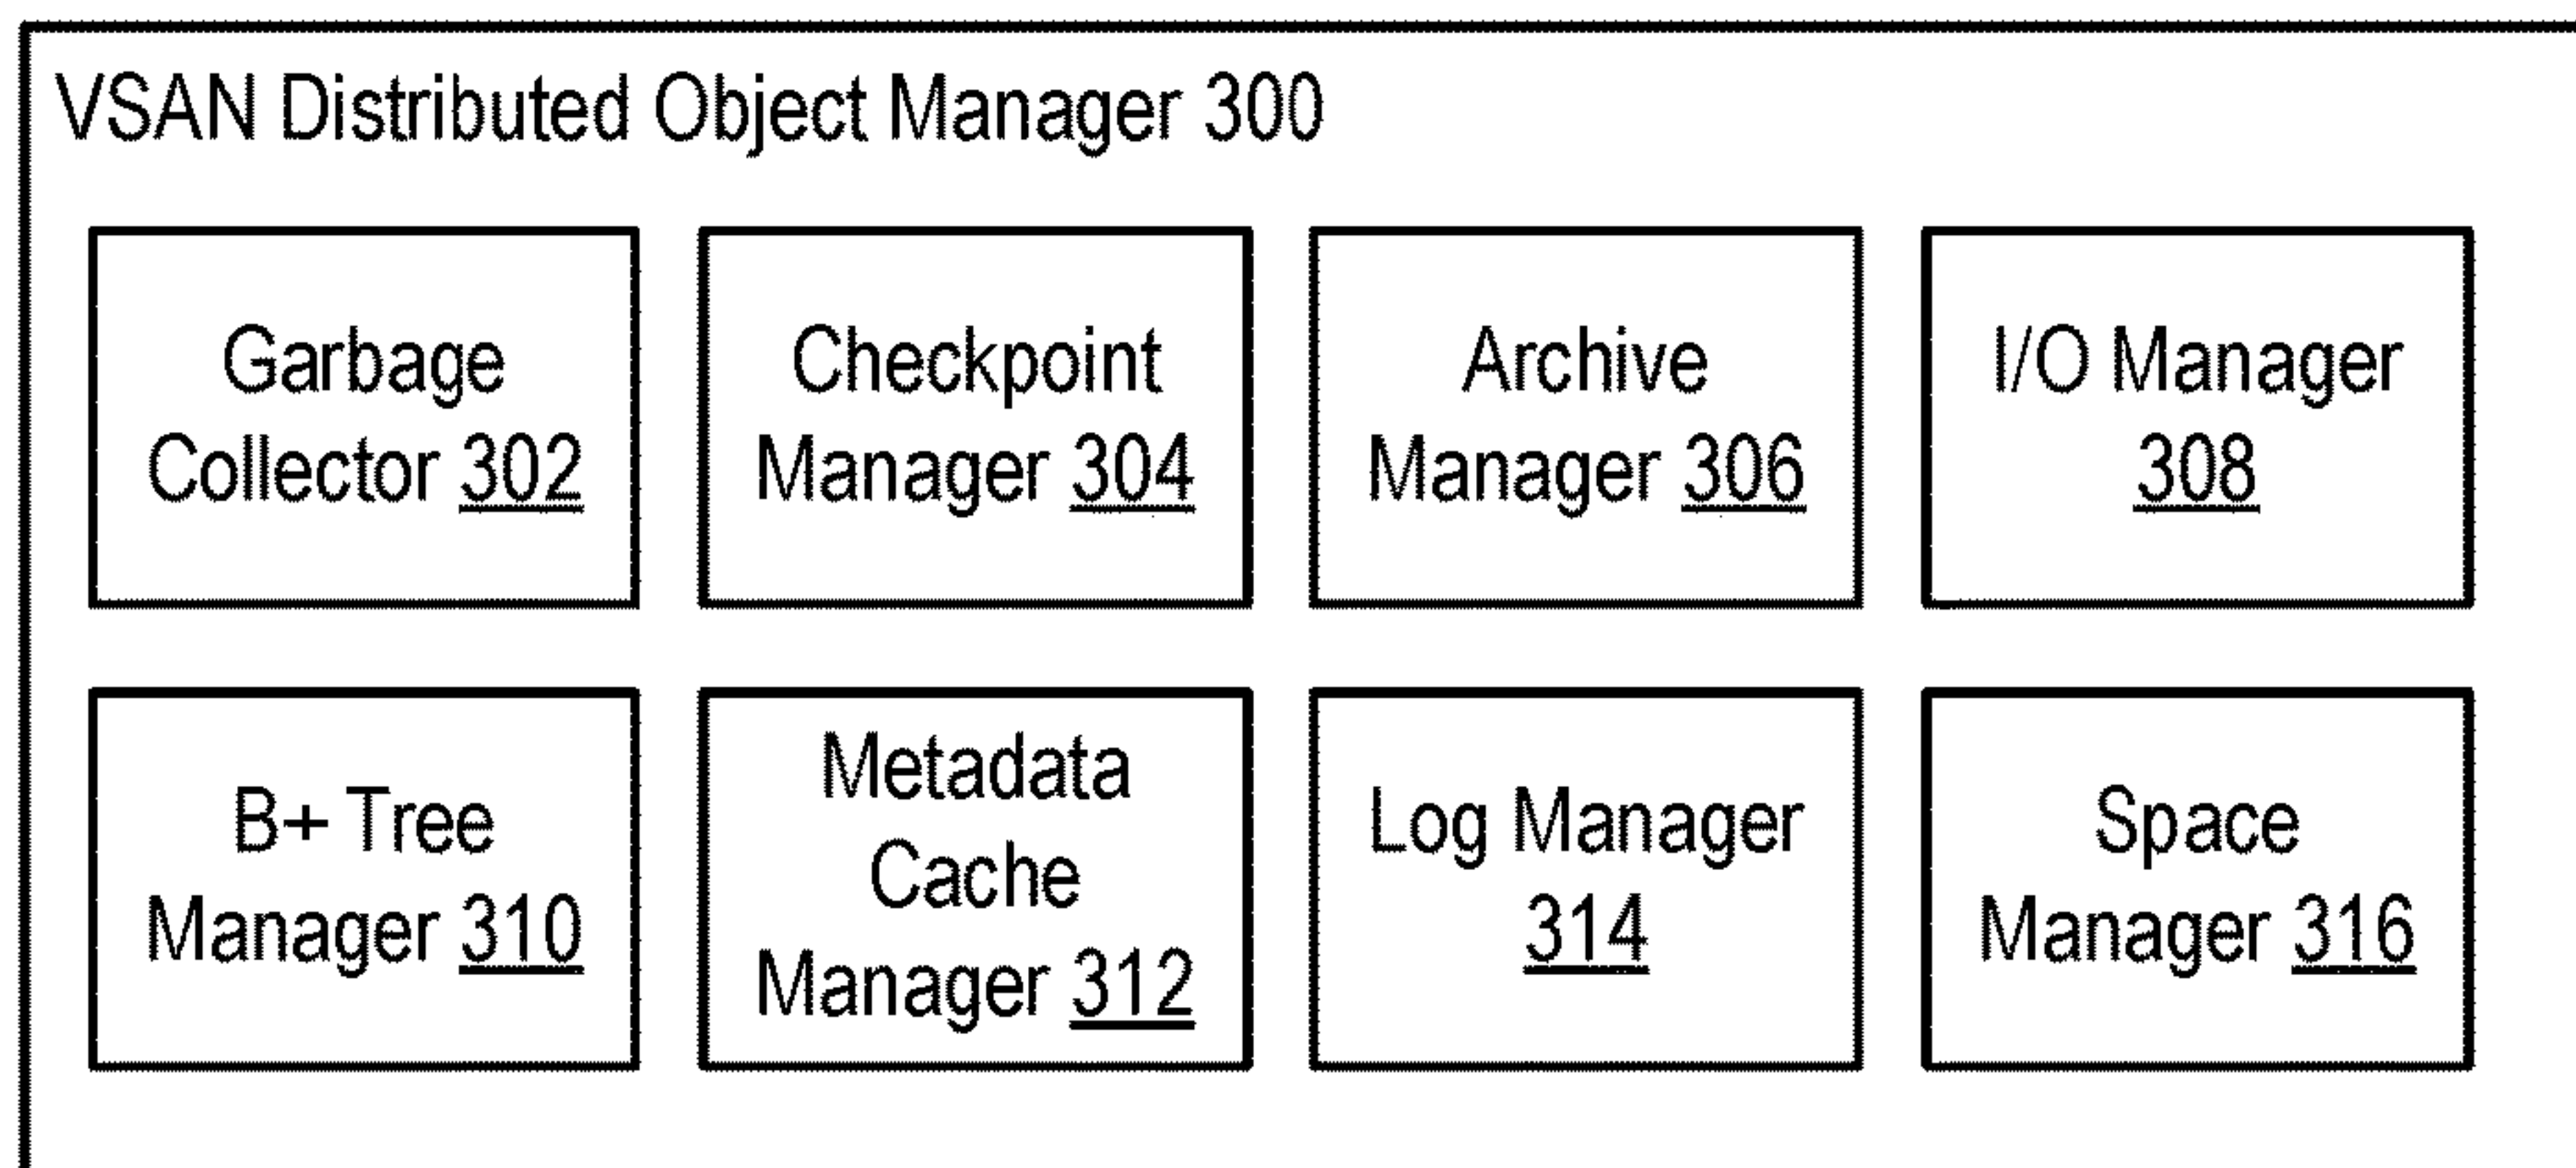 VSAN Distributed Object Manager 300
Garbage
Collector 302
Checkpoint
Manager 304
Archive
Manager 306
I/O Manager
308
B+ Tree
Manager 310
Metadata
Cache
Manager 312
Log Manager
314
Space
Manager 316